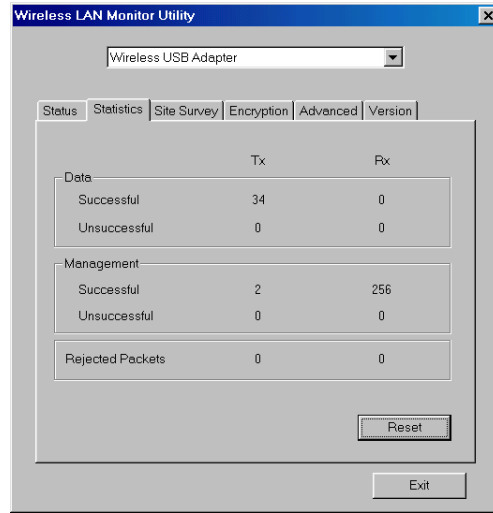 Wireless LAN Monitor Utility
Wireless USB Adapter
Status Statistics Site Survey Encryption Advanced Version
Tx Rx
Data
Successful 34 0
Unsuccessful 0 0
Management
Successful 2 256
Unsuccessful 0 0
Rejected Packets 0 0
Reset
Exit